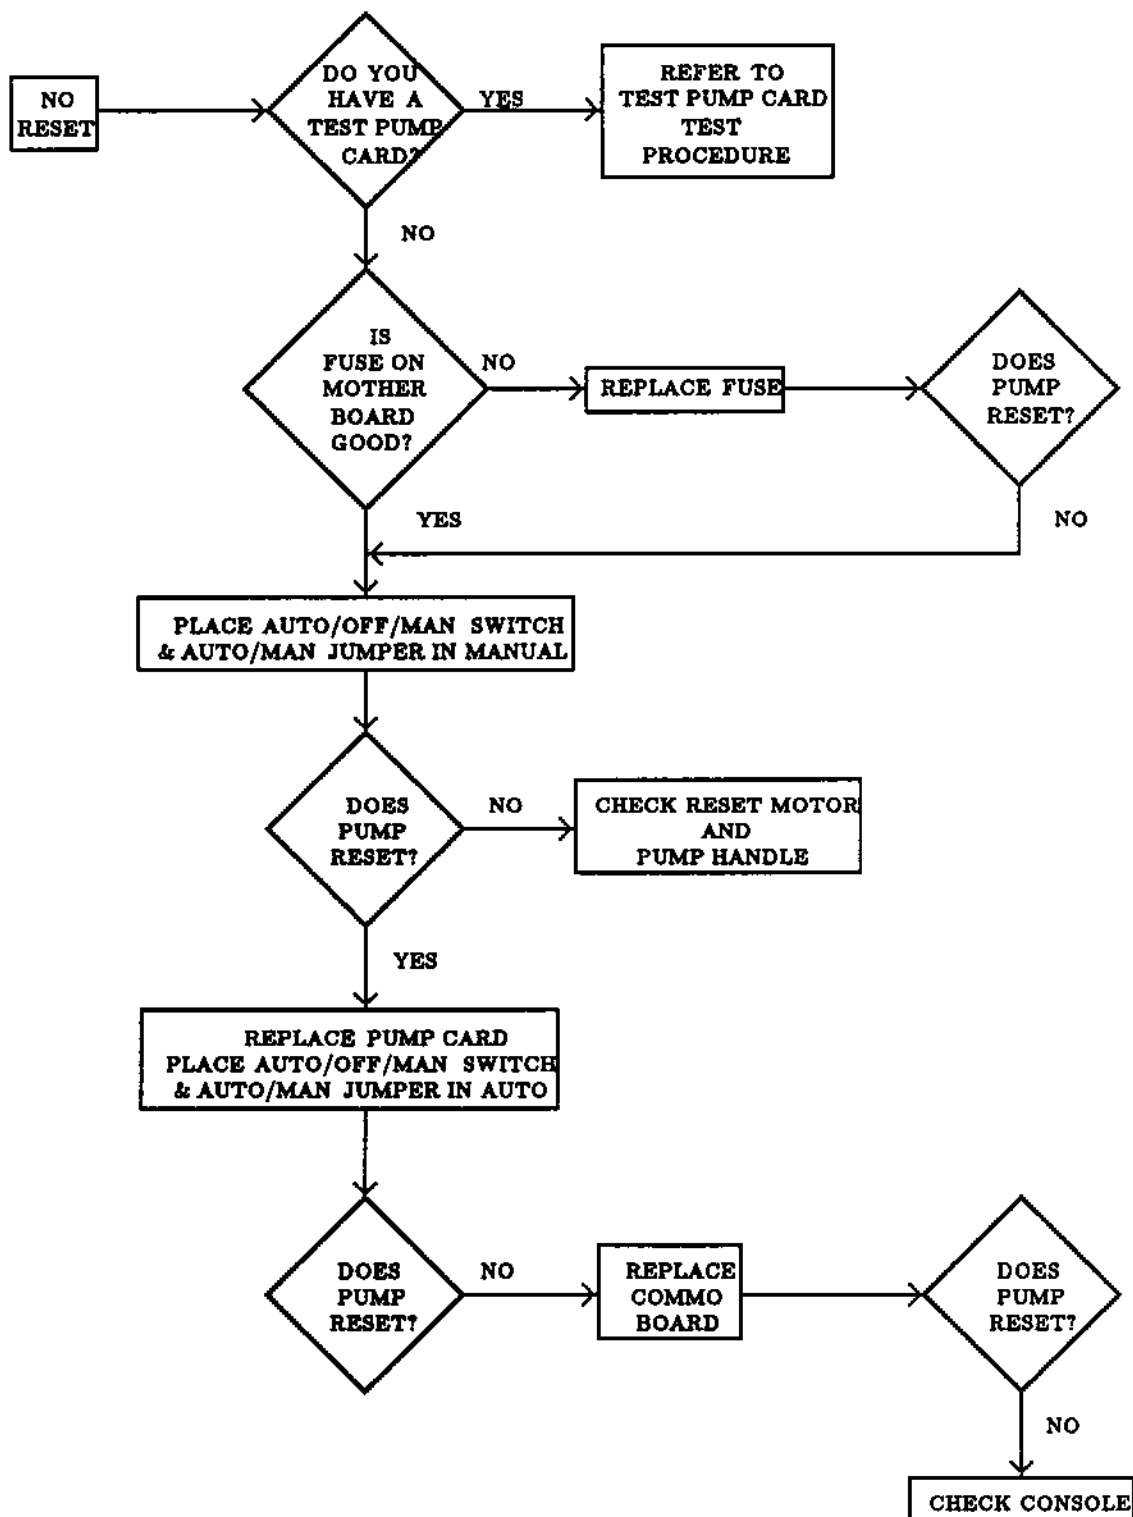 NO
RESET
DO YOU
HAVE A
TEST PUMP
CARD?
YES
REFER TO
TEST PUMP CARD
TEST
PROCEDURE
NO
IS
FUSE ON
MOTHER
BOARD
GOOD?
NO
REPLACE FUSE
DOES
PUMP
RESET?
YES
NO
PLACE AUTO/OFF/MAN SWITCH
& AUTO/MAN JUMPER IN MANUAL
DOES
PUMP
RESET?
NO
CHECK RESET MOTOR
AND
PUMP HANDLE
YES
REPLACE PUMP CARD
PLACE AUTO/OFF/MAN SWITCH
& AUTO/MAN JUMPER IN AUTO
DOES
PUMP
RESET?
NO
REPLACE
COMMO
BOARD
DOES
PUMP
RESET?
NO
CHECK CONSOLE